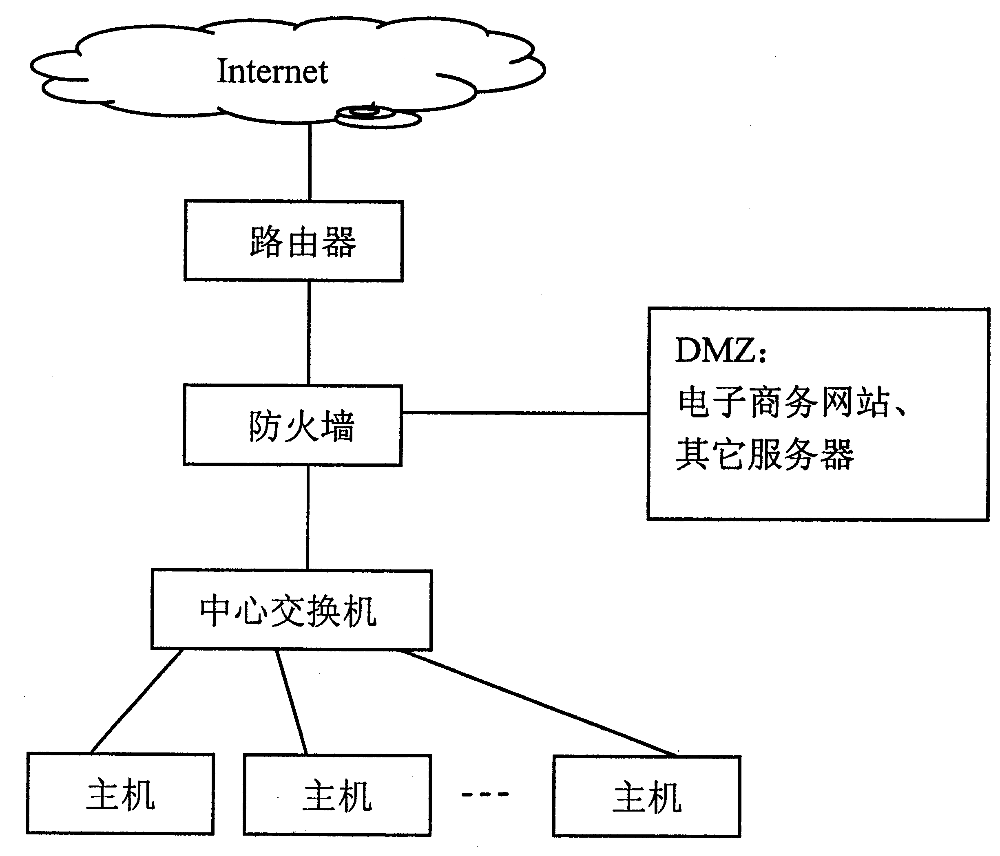 Internet
路由器
防火墙
DMZ：
电子商务网站、
其它服务器
中心交换机
主机
主机
主机